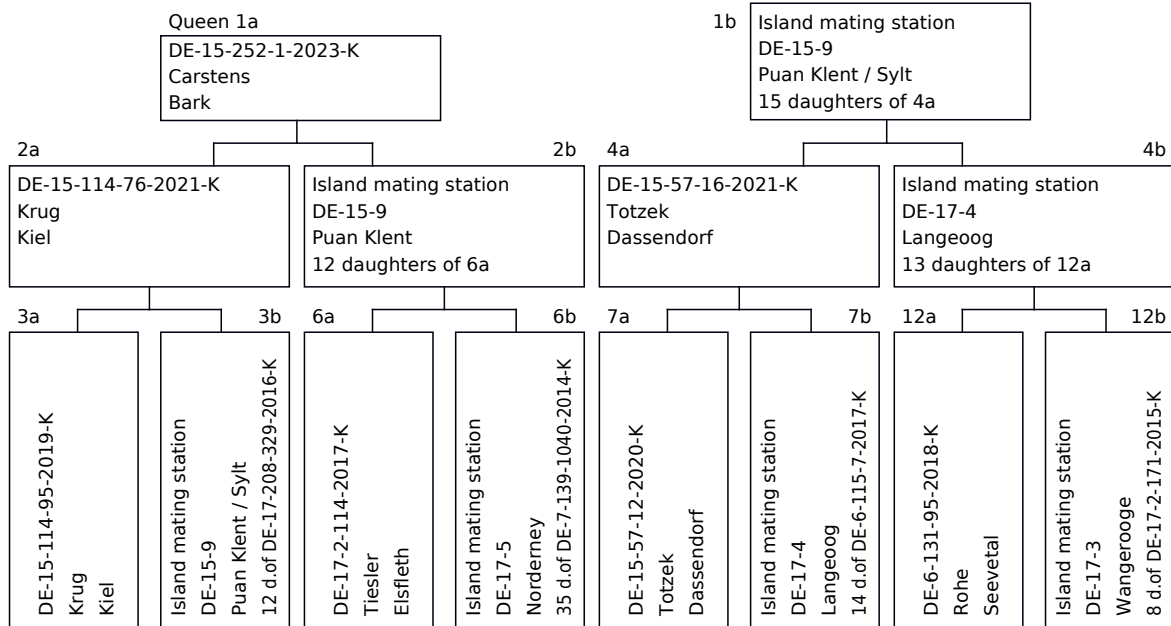 Queen 1a
DE-15-252-1-2023-K
Carstens
Bark
1b
Island mating station
DE-15-9
Puan Klent / Sylt
15 daughters of 4a
2a
DE-15-114-76-2021-K
Krug
Kiel
2b
Island mating station
DE-15-9
Puan Klent
12 daughters of 6a
4a
DE-15-57-16-2021-K
Totzek
Dassendorf
4b
Island mating station
DE-17-4
Langeoog
13 daughters of 12a
3a
DE-15-114-95-2019-K
Krug
Kiel
3b
Island mating station
DE-15-9
Puan Klent / Sylt
12 d.of DE-17-208-329-2016-K
6a
DE-17-2-114-2017-K
Tiesler
Elsfleth
6b
Island mating station
DE-17-5
Norderney
35 d.of DE-7-139-1040-2014-K
7a
DE-15-57-12-2020-K
Totzek
Dassendorf
7b
Island mating station
DE-17-4
Langeoog
14 d.of DE-6-115-7-2017-K
12a
DE-6-131-95-2018-K
Rohe
Seevetal
12b
Island mating station
DE-17-3
Wangerooge
8 d.of DE-17-2-171-2015-K